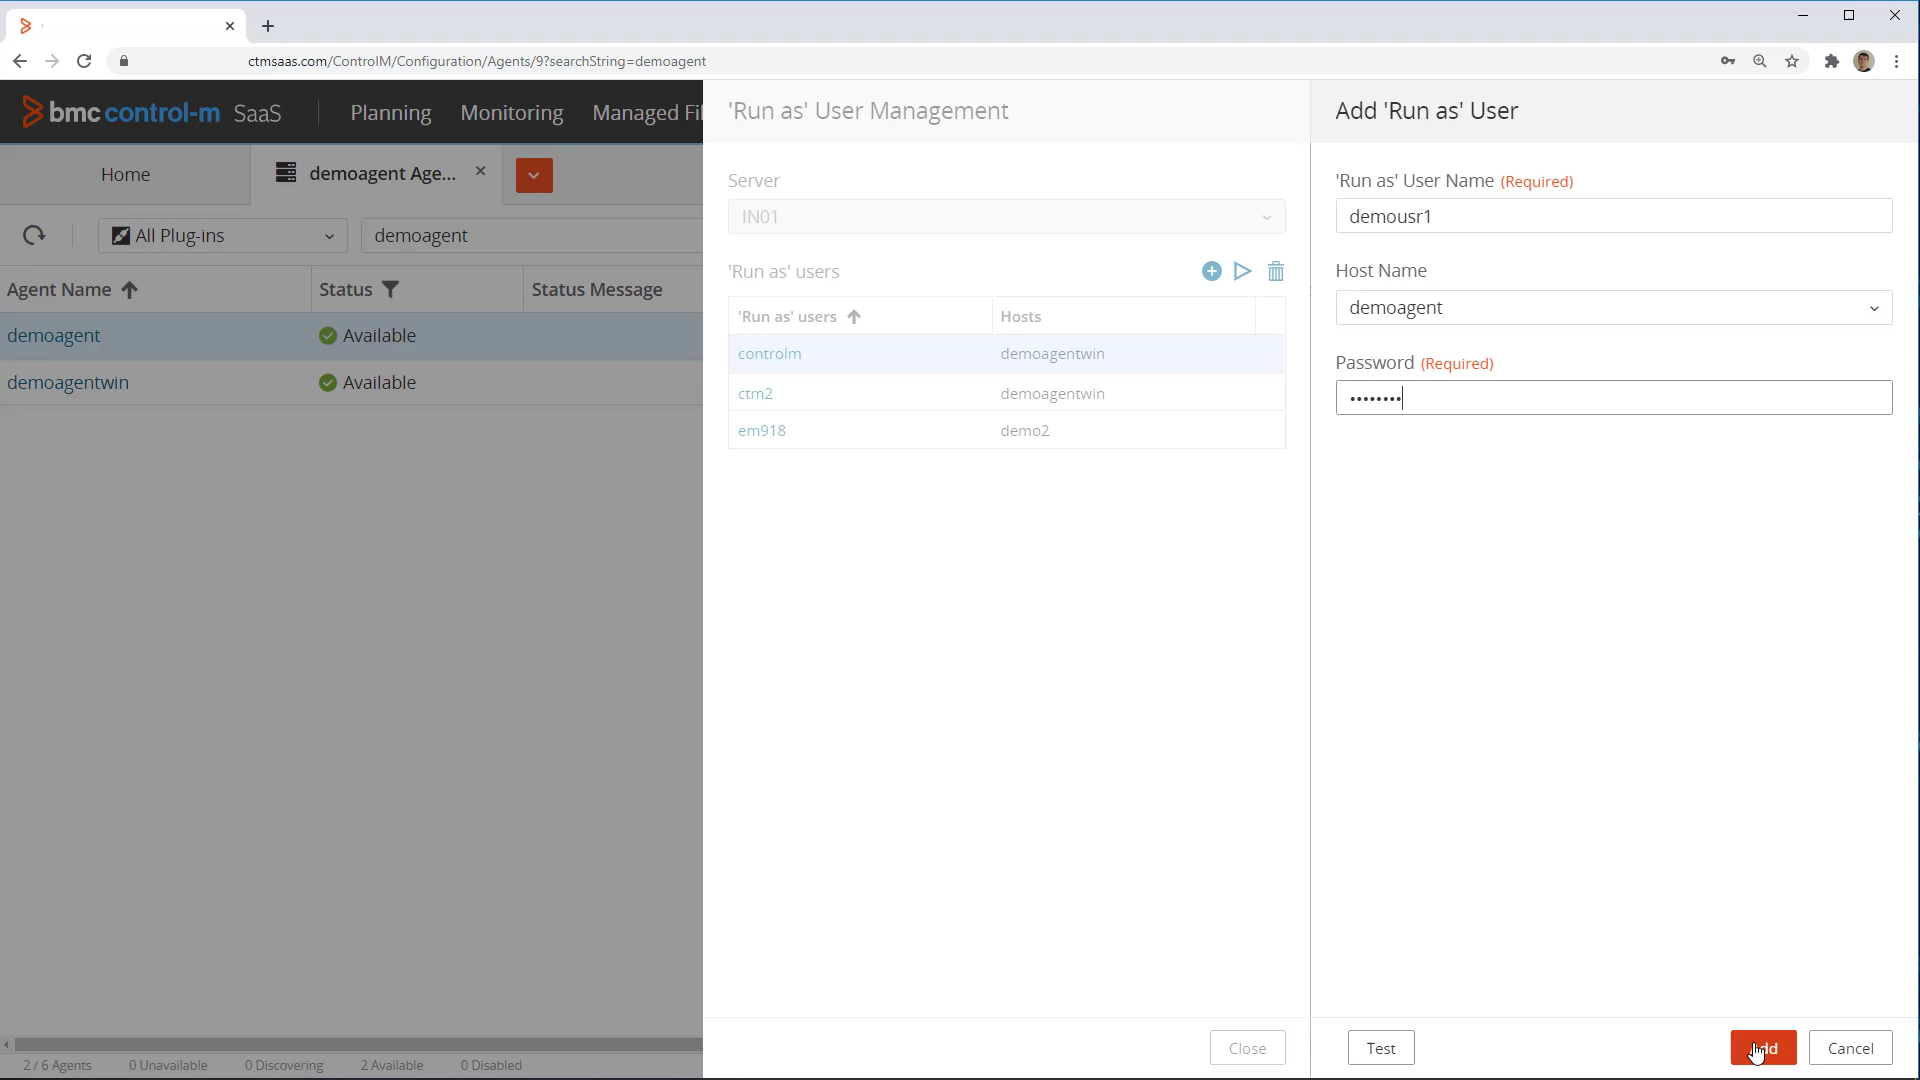 ctmsaas.com/ControlM/Configuration/Agents/9?searchString=demoagent
bmc control-m SaaS
Planning
Monitoring
Managed Fil
'Run as' User Management
Add 'Run as' User
Home
demoagent Age...
All Plug-ins
demoagent
Agent Name
Status
Status Message
demoagent
Available
demoagentwin
Available
Server
IN01
'Run as' users
'Run as' users
Hosts
controlm
demoagentwin
ctm2
demoagentwin
em918
demo2
'Run as' User Name (Required)
demousr1
Host Name
demoagent
Password (Required)
••••••••
Close
Test
Add
Cancel
2 / 6 Agents
0 Unavailable
0 Discovering
2 Available
0 Disabled